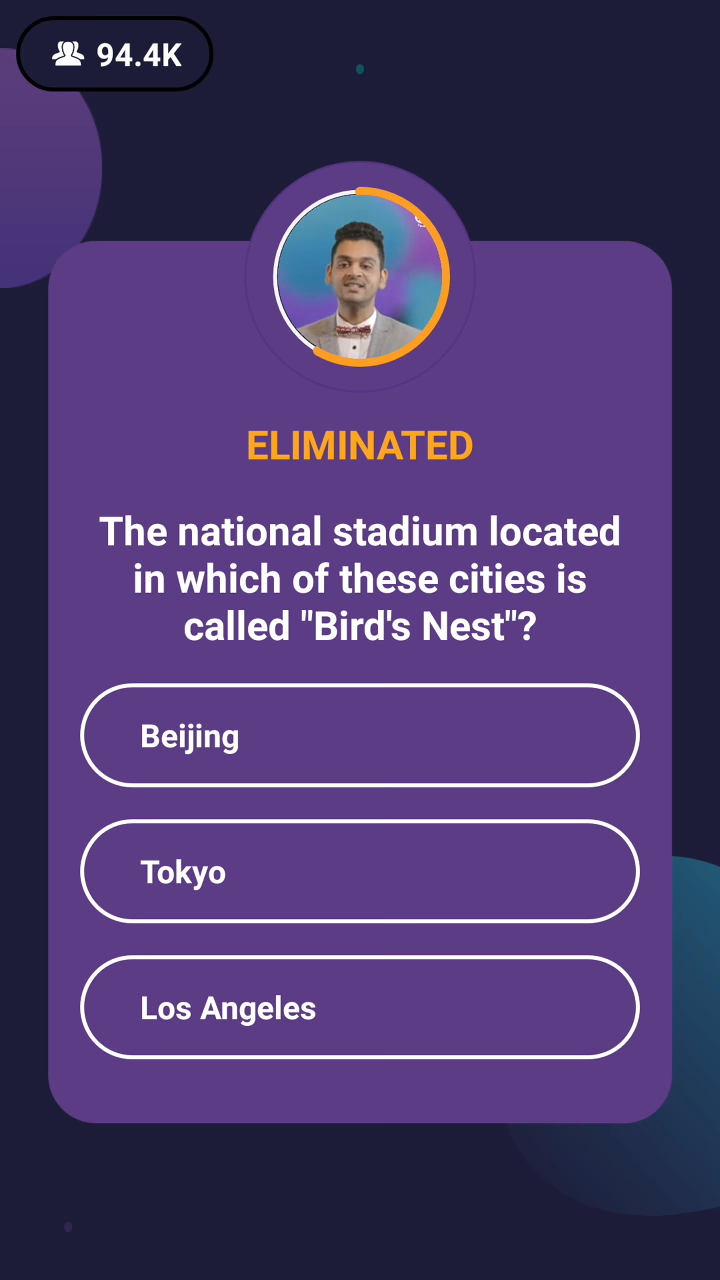 94.4K
ELIMINATED
The national stadium located
in which of these cities is
called "Bird's Nest"?
Beijing
Tokyo
Los Angeles